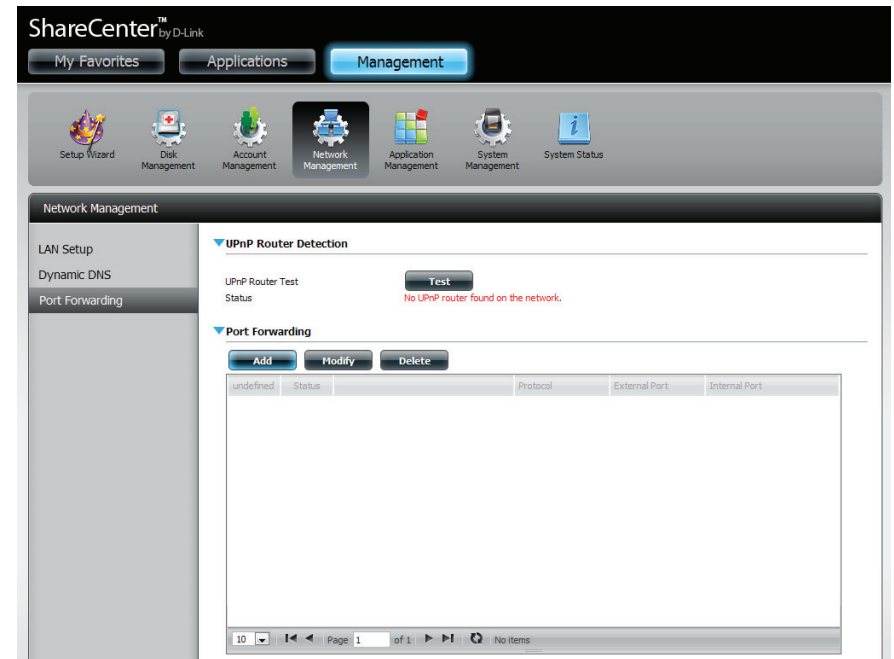 ShareCenter™ by D-Link
My Favorites Applications Management
Setup Wizard Disk Management Account Management Network Management Application Management System Management System Status
Network Management
LAN Setup
Dynamic DNS
Port Forwarding
UPnP Router Detection
UPnP Router Test Test
Status No UPnP router found on the network.
Port Forwarding
Add Modify Delete
undefined Status Protocol External Port Internal Port
10 Page 1 of 1 No items